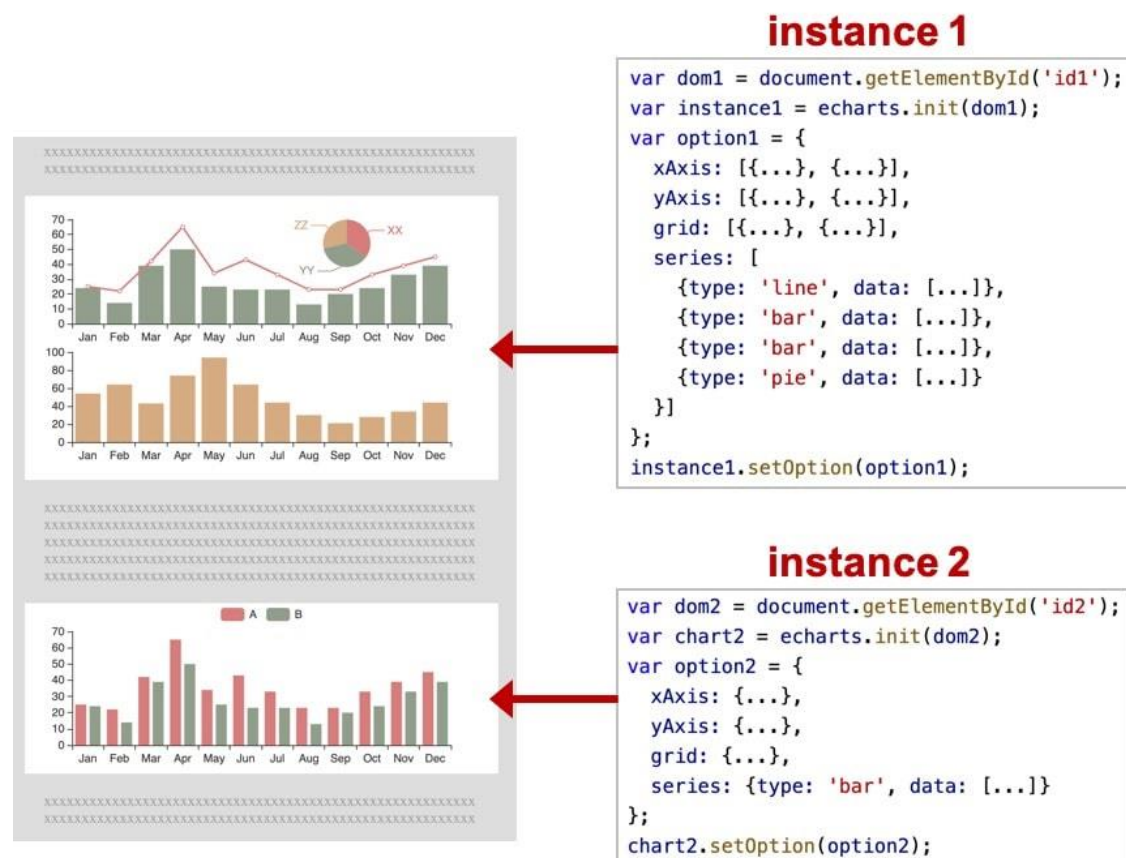 instance 1
var dom1 = document.getElementById('id1');
var instance1 = echarts.init(dom1);
var option1 = {
xAxis: [{...}, {...}],
yAxis: [{...}, {...}],
grid: [{...}, {...}],
series: [
{type: 'line', data: [...]},
{type: 'bar', data: [...]},
{type: 'bar', data: [...]},
{type: 'pie', data: [...]}
}]
};
instance1.setOption(option1);
70
60
50
40
30
20
10
0
ZZ
XX
YY
Jan Feb Mar Apr May Jun Jul Aug Sep Oct Nov Dec
100
80
60
40
20
0
Jan Feb Mar Apr May Jun Jul Aug Sep Oct Nov Dec
instance 2
var dom2 = document.getElementById('id2');
var chart2 = echarts.init(dom2);
var option2 = {
xAxis: {...},
yAxis: {...},
grid: {...},
series: {type: 'bar', data: [...]}
};
chart2.setOption(option2);
A B
70
60
50
40
30
20
10
0
Jan Feb Mar Apr May Jun Jul Aug Sep Oct Nov Dec